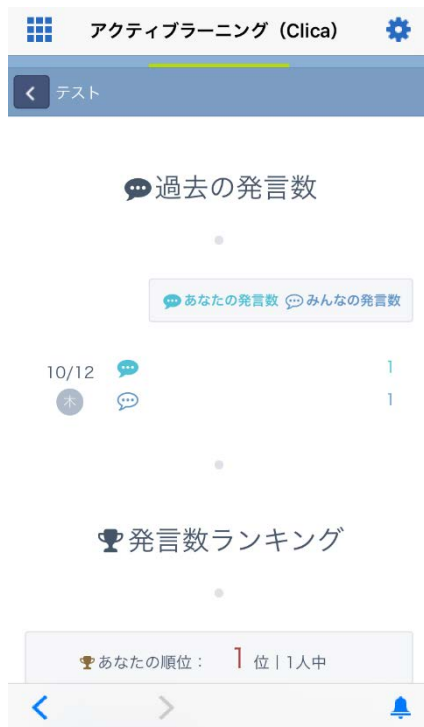 アクティブラーニング（Clica）
テスト
過去の発言数
あなたの発言数 みんなの発言数
10/12 1
木 1
発言数ランキング
あなたの順位： 1 位 | 1人中